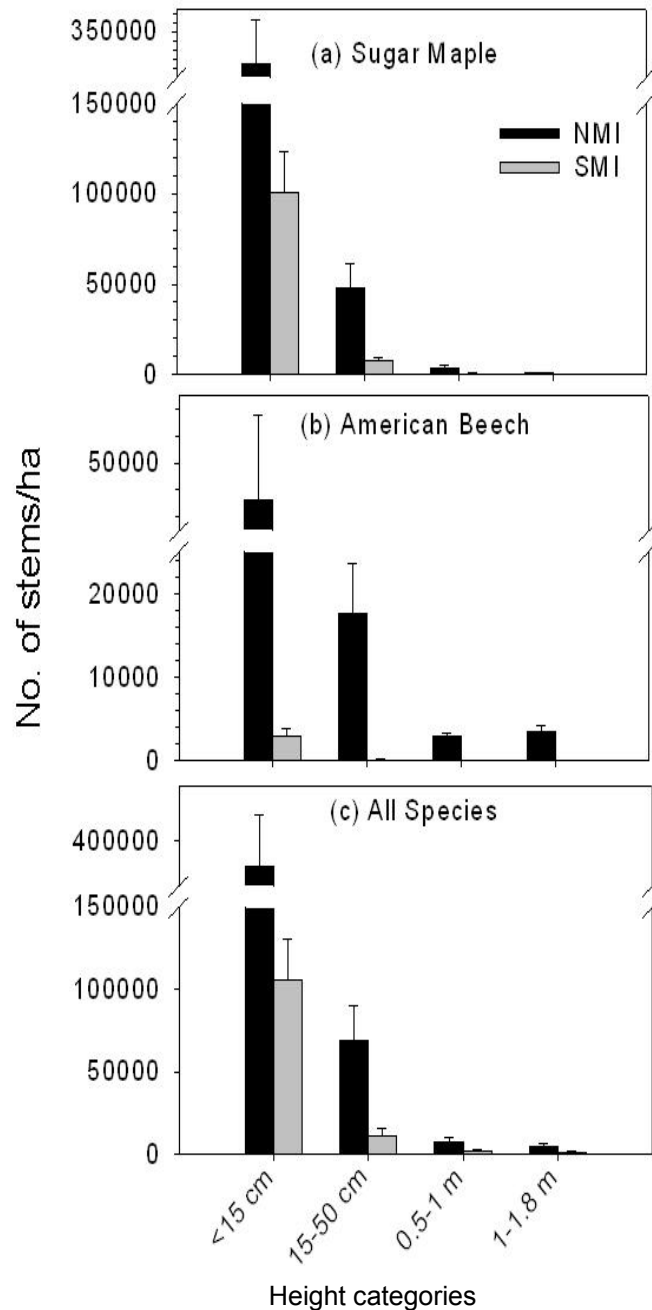 350000
(a) Sugar Maple
150000
NMI
SMI
100000
50000
0
(b) American Beech
50000
20000
10000
0
(c) All Species
400000
150000
100000
50000
0
No. of stems/ha
<15 cm
15-50 cm
0.5-1 m
1-1.8 m
Height categories